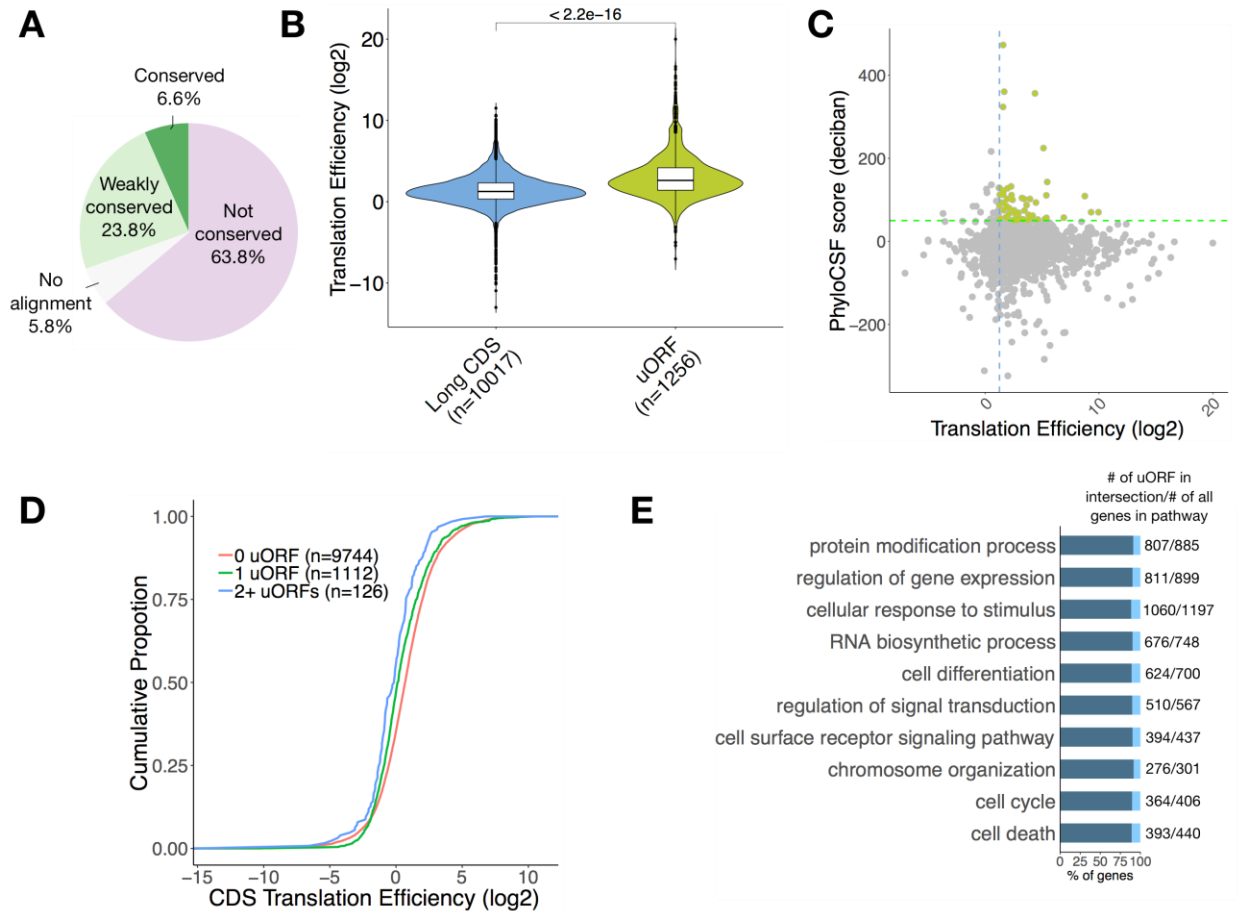 A
Conserved
6.6%
Weakly
conserved
23.8%
Not
conserved
63.8%
No
alignment
5.8%
B
< 2.2e-16
Translation Efficiency (log2)
20
10
0
−10
Long CDS
(n=10017)
uORF
(n=1256)
C
PhyloCSF score (deciban)
400
200
0
−200
0
10
20
Translation Efficiency (log2)
D
Cumulative Propotion
1.00
0.75
0.50
0.25
0.00
0 uORF (n=9744)
1 uORF (n=1112)
2+ uORFs (n=126)
−15
−10
−5
0
5
10
CDS Translation Efficiency (log2)
E
# of uORF in
intersection/# of all
genes in pathway
protein modification process 807/885
regulation of gene expression 811/899
cellular response to stimulus 1060/1197
RNA biosynthetic process 676/748
cell differentiation 624/700
regulation of signal transduction 510/567
cell surface receptor signaling pathway 394/437
chromosome organization 276/301
cell cycle 364/406
cell death 393/440
0 25 50 75 100
% of genes